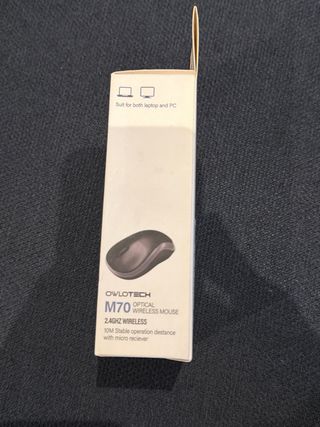 Suit for both laptop and PC
OWLOTECH
M70 OPTICAL
WIRELESS MOUSE
2.4GHZ WIRELESS
10M Stable operation destance
with micro reciever